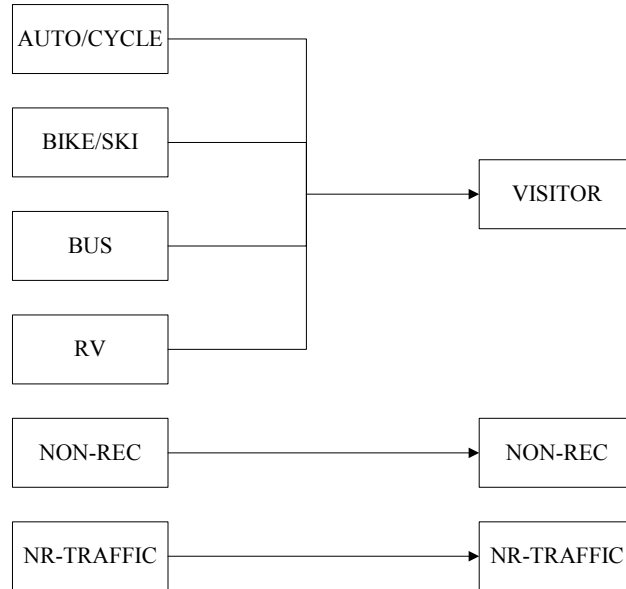 AUTO/CYCLE
BIKE/SKI
BUS
RV
VISITOR
NON-REC
NON-REC
NR-TRAFFIC
NR-TRAFFIC